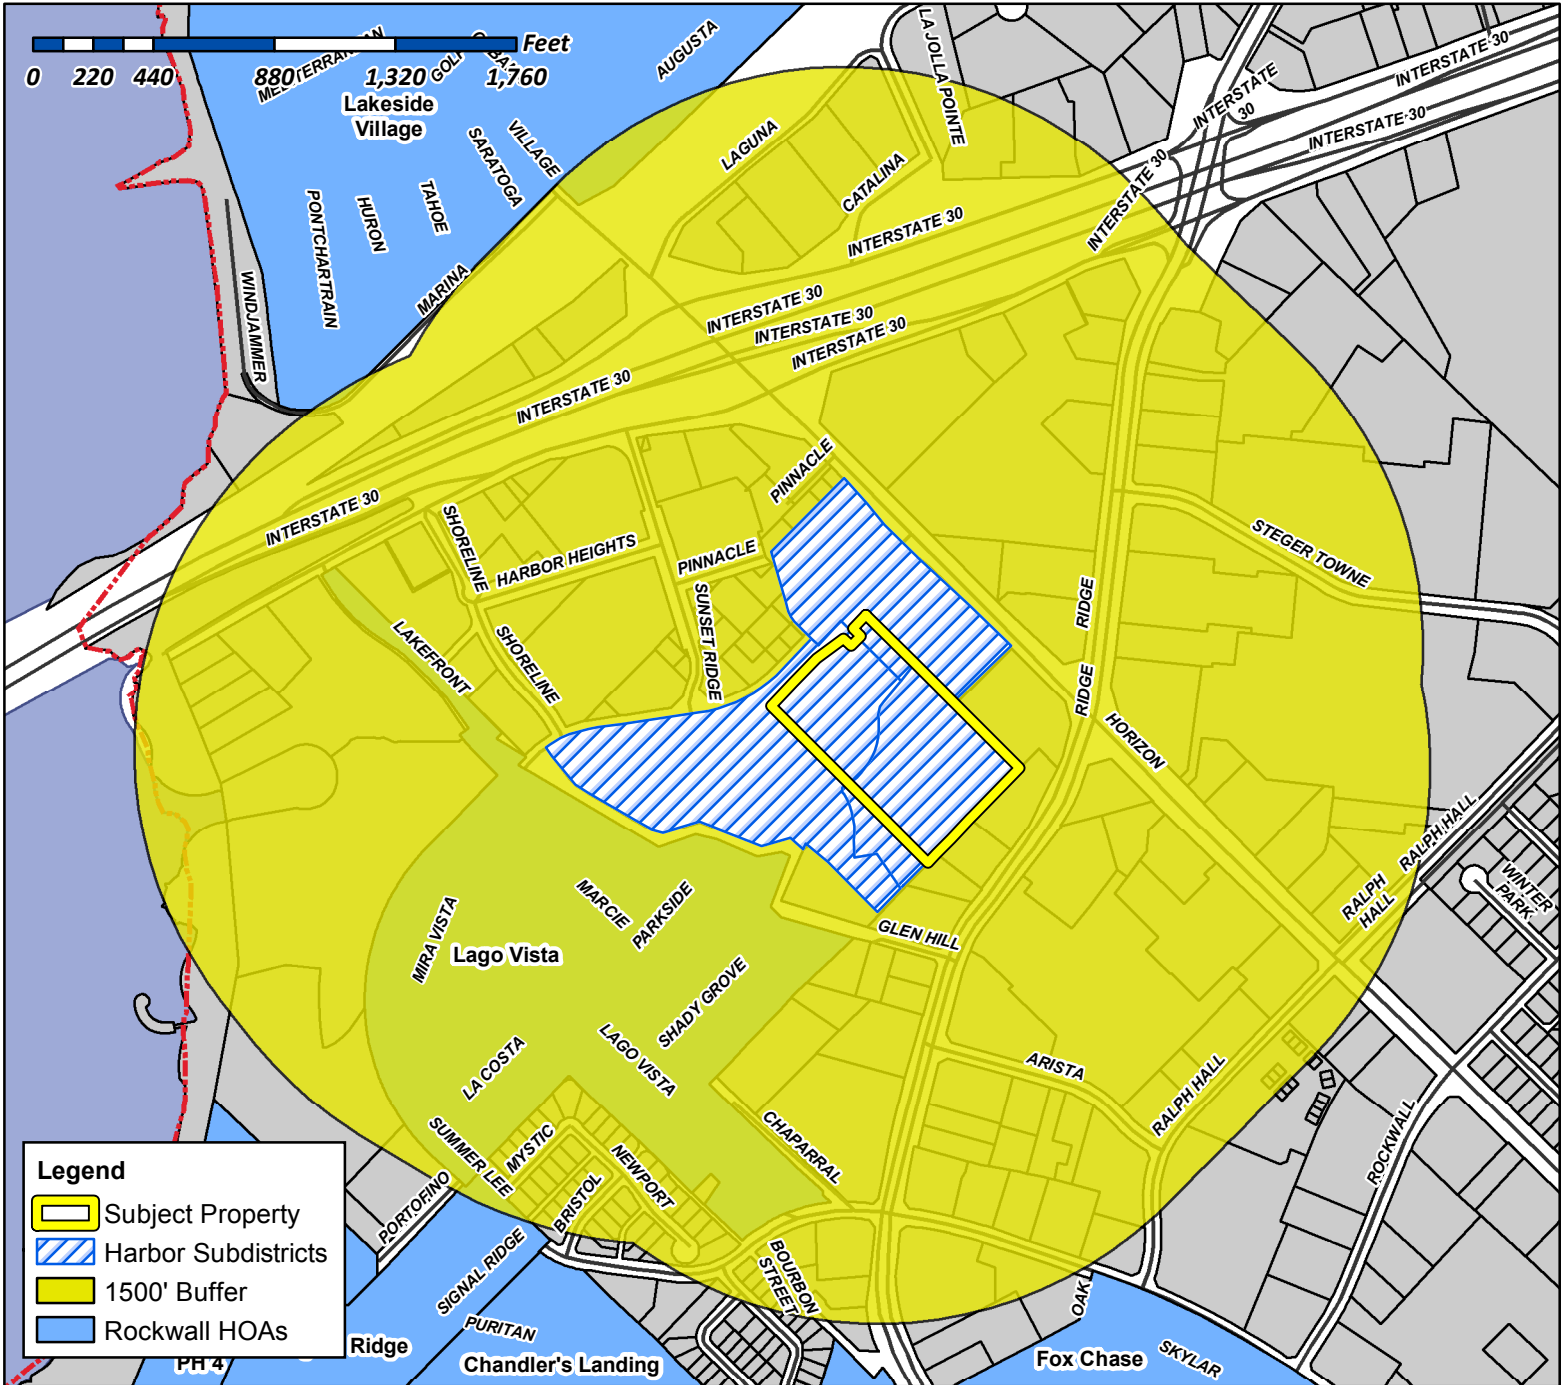 Feet
0 220 440 880 1,320 1,760
AUGUSTA
Lakeside
Village
VILLAGE
SARATOGA
TAHOE
HURON
PONTCHARTRAIN
WINDJAMMER
MARINA
LAGUNA
CATALINA
LA JOLLA POINTE
INTERSTATE 30
INTERSTATE 30
INTERSTATE
30
INTERSTATE 30
INTERSTATE 30
INTERSTATE 30
INTERSTATE 30
INTERSTATE 30
INTERSTATE 30
INTERSTATE 30
PINNACLE
SHORELINE
HARBOR HEIGHTS
PINNACLE
SUNSET RIDGE
LAKEFRONT
SHORELINE
STEGER TOWNE
RIDGE
RIDGE
HORIZON
RALPH HALL
RALPH
HALL
WINTER
PARK
MARCIE
PARKSIDE
MIRA VISTA
Lago Vista
SHADY GROVE
GLEN HILL
LAGO VISTA
LA COSTA
ARISTA
RALPH HALL
CHAPARRAL
ROCKWALL
SUMMER LEE
MYSTIC
NEWPORT
BRISTOL
PORTOFINO
SIGNAL RIDGE
BOURBON
STREET
PURITAN
OAK
SKYLAR
Legend
Subject Property
Harbor Subdistricts
1500' Buffer
Rockwall HOAs
Ridge
PH 4
Chandler's Landing
Fox Chase